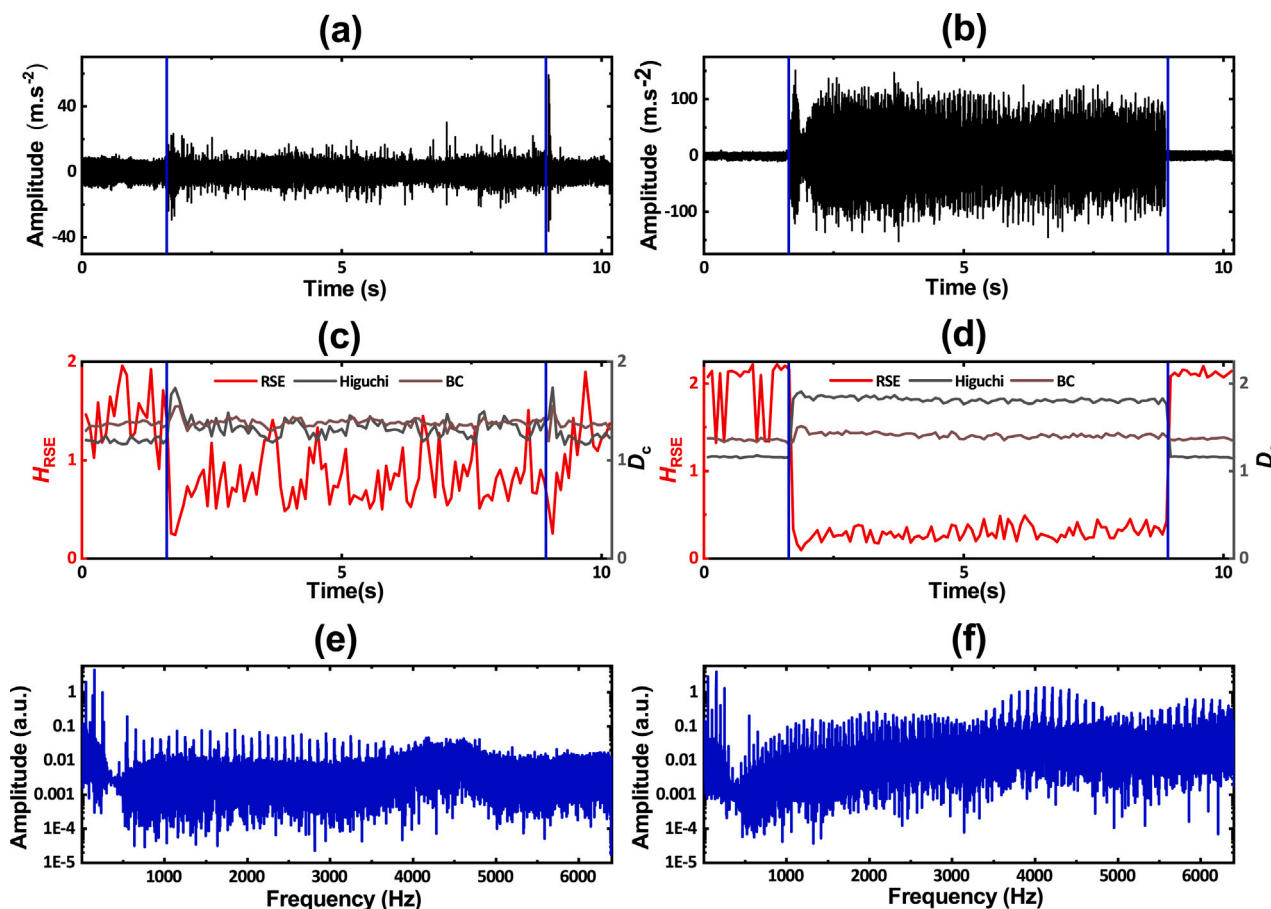 (a)
Amplitude (m.s-2)
60
40
0
-40
0
5
10
Time (s)
(b)
Amplitude (m.s-2)
100
0
-100
0
5
10
Time (s)
(c)
RSE Higuchi BC
HRSE
2
1
0
2
1
0
Dc
0
5
10
Time(s)
(d)
RSE Higuchi BC
HRSE
2
1
0
2
1
0
0
5
10
Time(s)
(e)
Amplitude (a.u.)
1
0.1
0.01
0.001
1E-4
1E-5
1000 2000 3000 4000 5000 6000
Frequency (Hz)
(f)
Amplitude (a.u.)
1
0.1
0.01
0.001
1E-4
1E-5
1000 2000 3000 4000 5000 6000
Frequency (Hz)